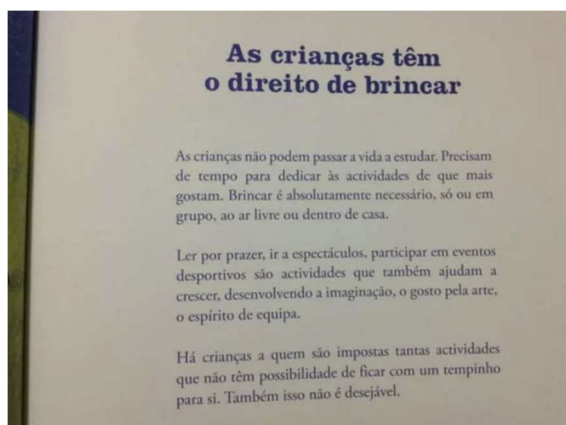 As crianças têm
o direito de brincar
As crianças não podem passar a vida a estudar. Precisam
de tempo para dedicar às actividades de que mais
gostam. Brincar é absolutamente necessário, só ou em
grupo, ao ar livre ou dentro de casa.
Ler por prazer, ir a espectáculos, participar em eventos
desportivos são actividades que também ajudam a
crescer, desenvolvendo a imaginação, o gosto pela arte,
o espírito de equipa.
Há crianças a quem são impostas tantas actividades
que não têm possibilidade de ficar com um tempinho
para si. Também isso não é desejável.